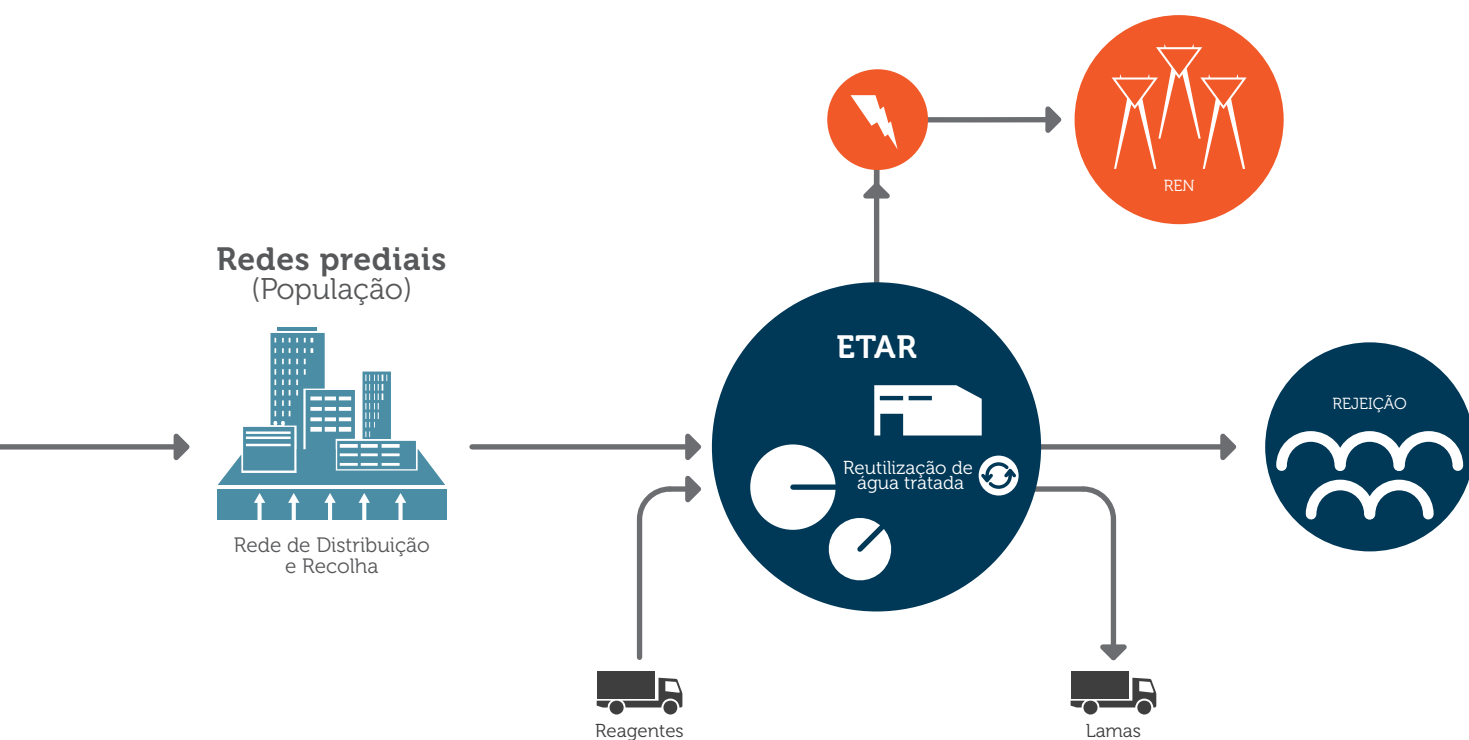 REN
Redes prediais
(População)
ETAR
REJEIÇÃO
Reutilização de
água tratada
Rede de Distribuição
e Recolha
Reagentes
Lamas